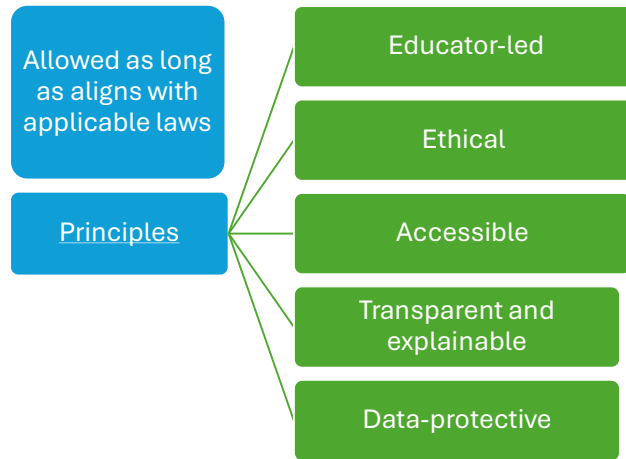 Allowed as long
as aligns with
applicable laws
Principles
Educator-led
Ethical
Accessible
Transparent and
explainable
Data-protective